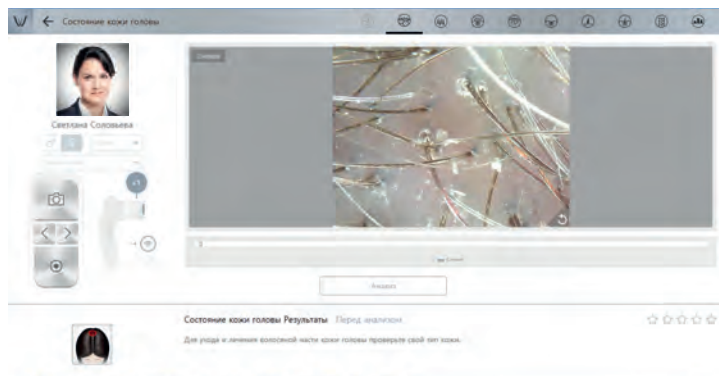 Состояние кожи головы
Светлана Соловьева
x1
Анализ
Состояние кожи головы Результаты Перед анализом
Для ухода и лечения волосяной части кожи головы проверьте свой тип кожи.